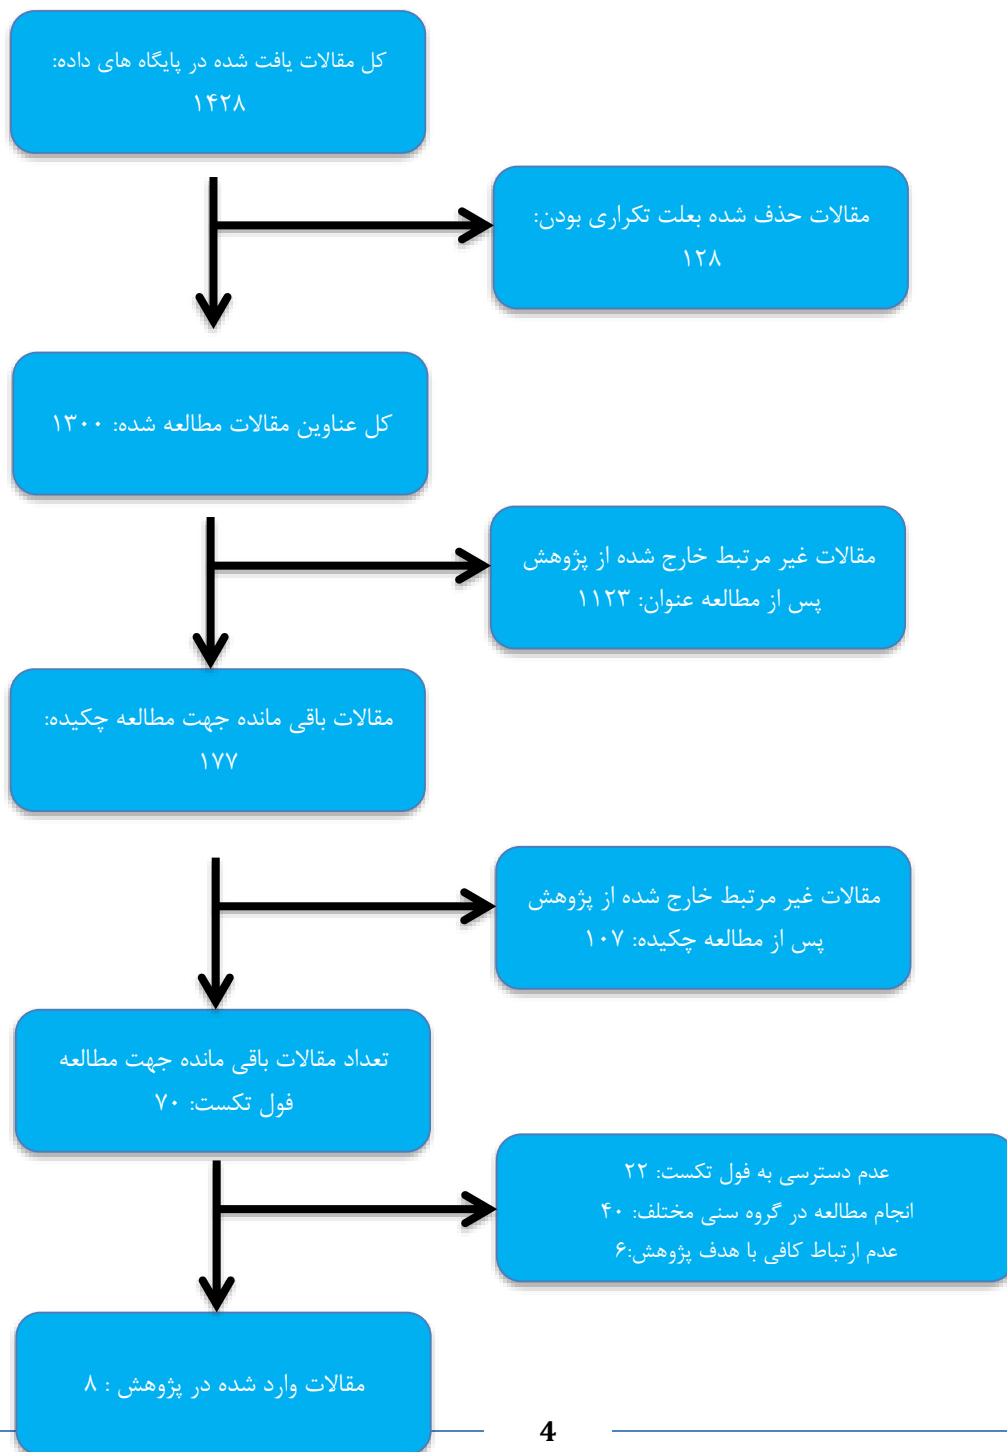 کل مقالات یافت شده در پایگاه های داده:
۱۴۲۸
مقالات حذف شده بعلت تکراری بودن:
۱۲۸
کل عناوین مقالات مطالعه شده: ۱۳۰۰
مقالات غیر مرتبط خارج شده از پژوهش
پس از مطالعه عنوان: ۱۱۲۳
مقالات باقی مانده جهت مطالعه چکیده:
۱۷۷
مقالات غیر مرتبط خارج شده از پژوهش
پس از مطالعه چکیده: ۱۰۷
تعداد مقالات باقی مانده جهت مطالعه
فول تکست: ۷۰
عدم دسترسی به فول تکست: ۲۲
انجام مطالعه در گروه سنی مختلف: ۴۰
عدم ارتباط کافی با هدف پژوهش:۶
مقالات وارد شده در پژوهش : ۸
4